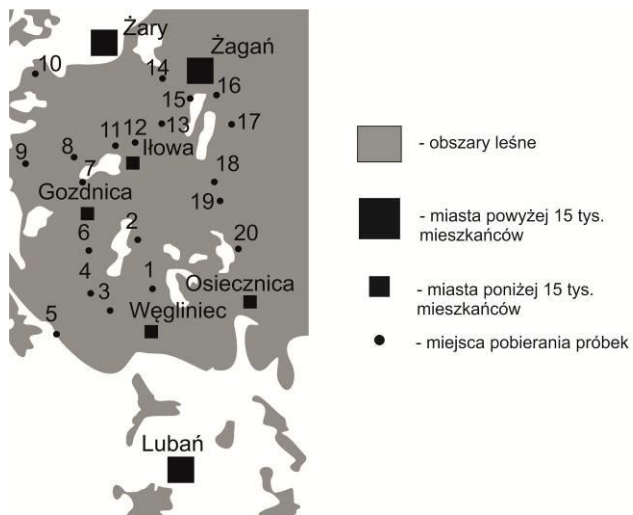 Żary
Żagań
10
14
16
15
17
13
12
11
Iłowa
8
9
7
18
Gozdnica
19
2
6
20
4
1
Osiecznica
3
Węgliniec
5
Lubań
- obszary leśne
- miasta powyżej 15 tys.
mieszkańców
- miasta poniżej 15 tys.
mieszkańców
- miejsca pobierania próbek